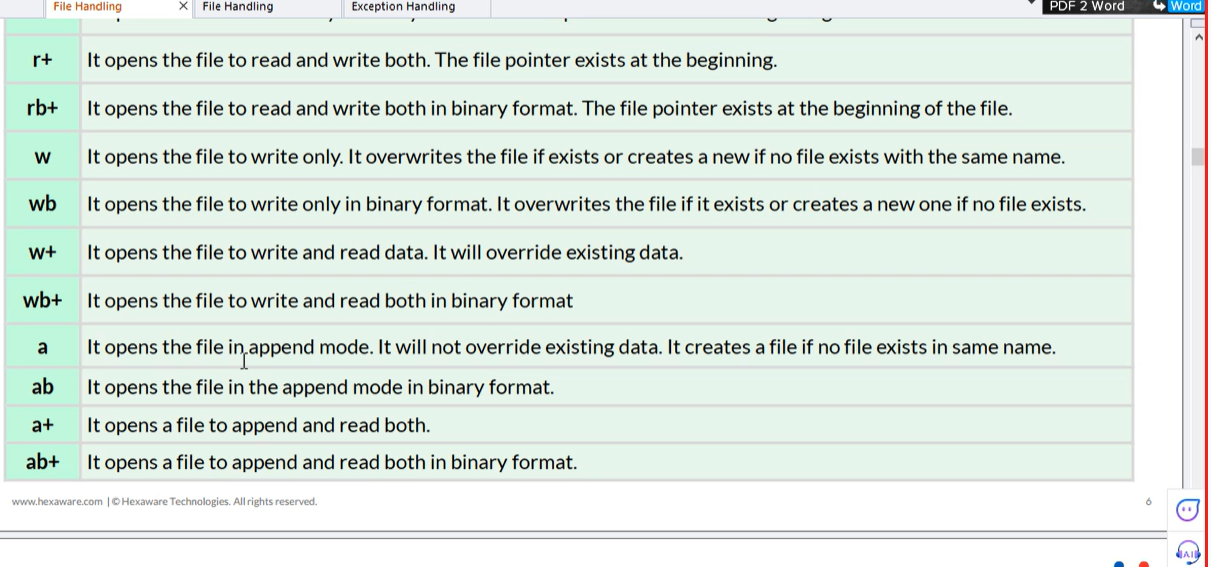 File Handling
File Handling
Exception Handling
PDF 2 Word
Word
r+ It opens the file to read and write both. The file pointer exists at the beginning.
rb+ It opens the file to read and write both in binary format. The file pointer exists at the beginning of the file.
w It opens the file to write only. It overwrites the file if exists or creates a new if no file exists with the same name.
wb It opens the file to write only in binary format. It overwrites the file if it exists or creates a new one if no file exists.
w+ It opens the file to write and read data. It will override existing data.
wb+ It opens the file to write and read both in binary format
a It opens the file in append mode. It will not override existing data. It creates a file if no file exists in same name.
ab It opens the file in the append mode in binary format.
a+ It opens a file to append and read both.
ab+ It opens a file to append and read both in binary format.
www.hexaware.com | © Hexaware Technologies. All rights reserved.
6
AI